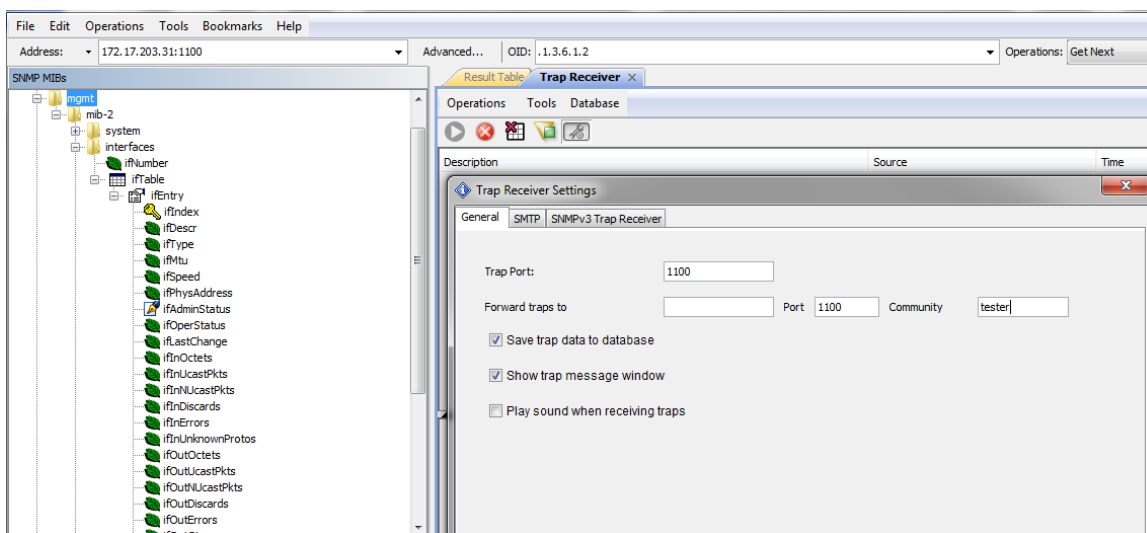 File Edit Operations Tools Bookmarks Help
Address: 172.17.203.31:1100 Advanced... OID: .1.3.6.1.2 Operations: Get Next
SNMP MIBs
mgmt
mib-2
system
interfaces
ifNumber
ifTable
ifEntry
ifIndex
ifDescr
ifType
ifMtu
ifSpeed
ifPhysAddress
ifAdminStatus
ifOperStatus
ifLastChange
ifInOctets
ifInUcastPkts
ifInNUcastPkts
ifInDiscards
ifInErrors
ifInUnknownProtos
ifOutOctets
ifOutUcastPkts
ifOutNUcastPkts
ifOutDiscards
ifOutErrors
Result Table Trap Receiver
Operations Tools Database
Description Source Time
Trap Receiver Settings
General SMTP SNMPv3 Trap Receiver
Trap Port: 1100
Forward traps to Port 1100 Community tester
Save trap data to database
Show trap message window
Play sound when receiving traps